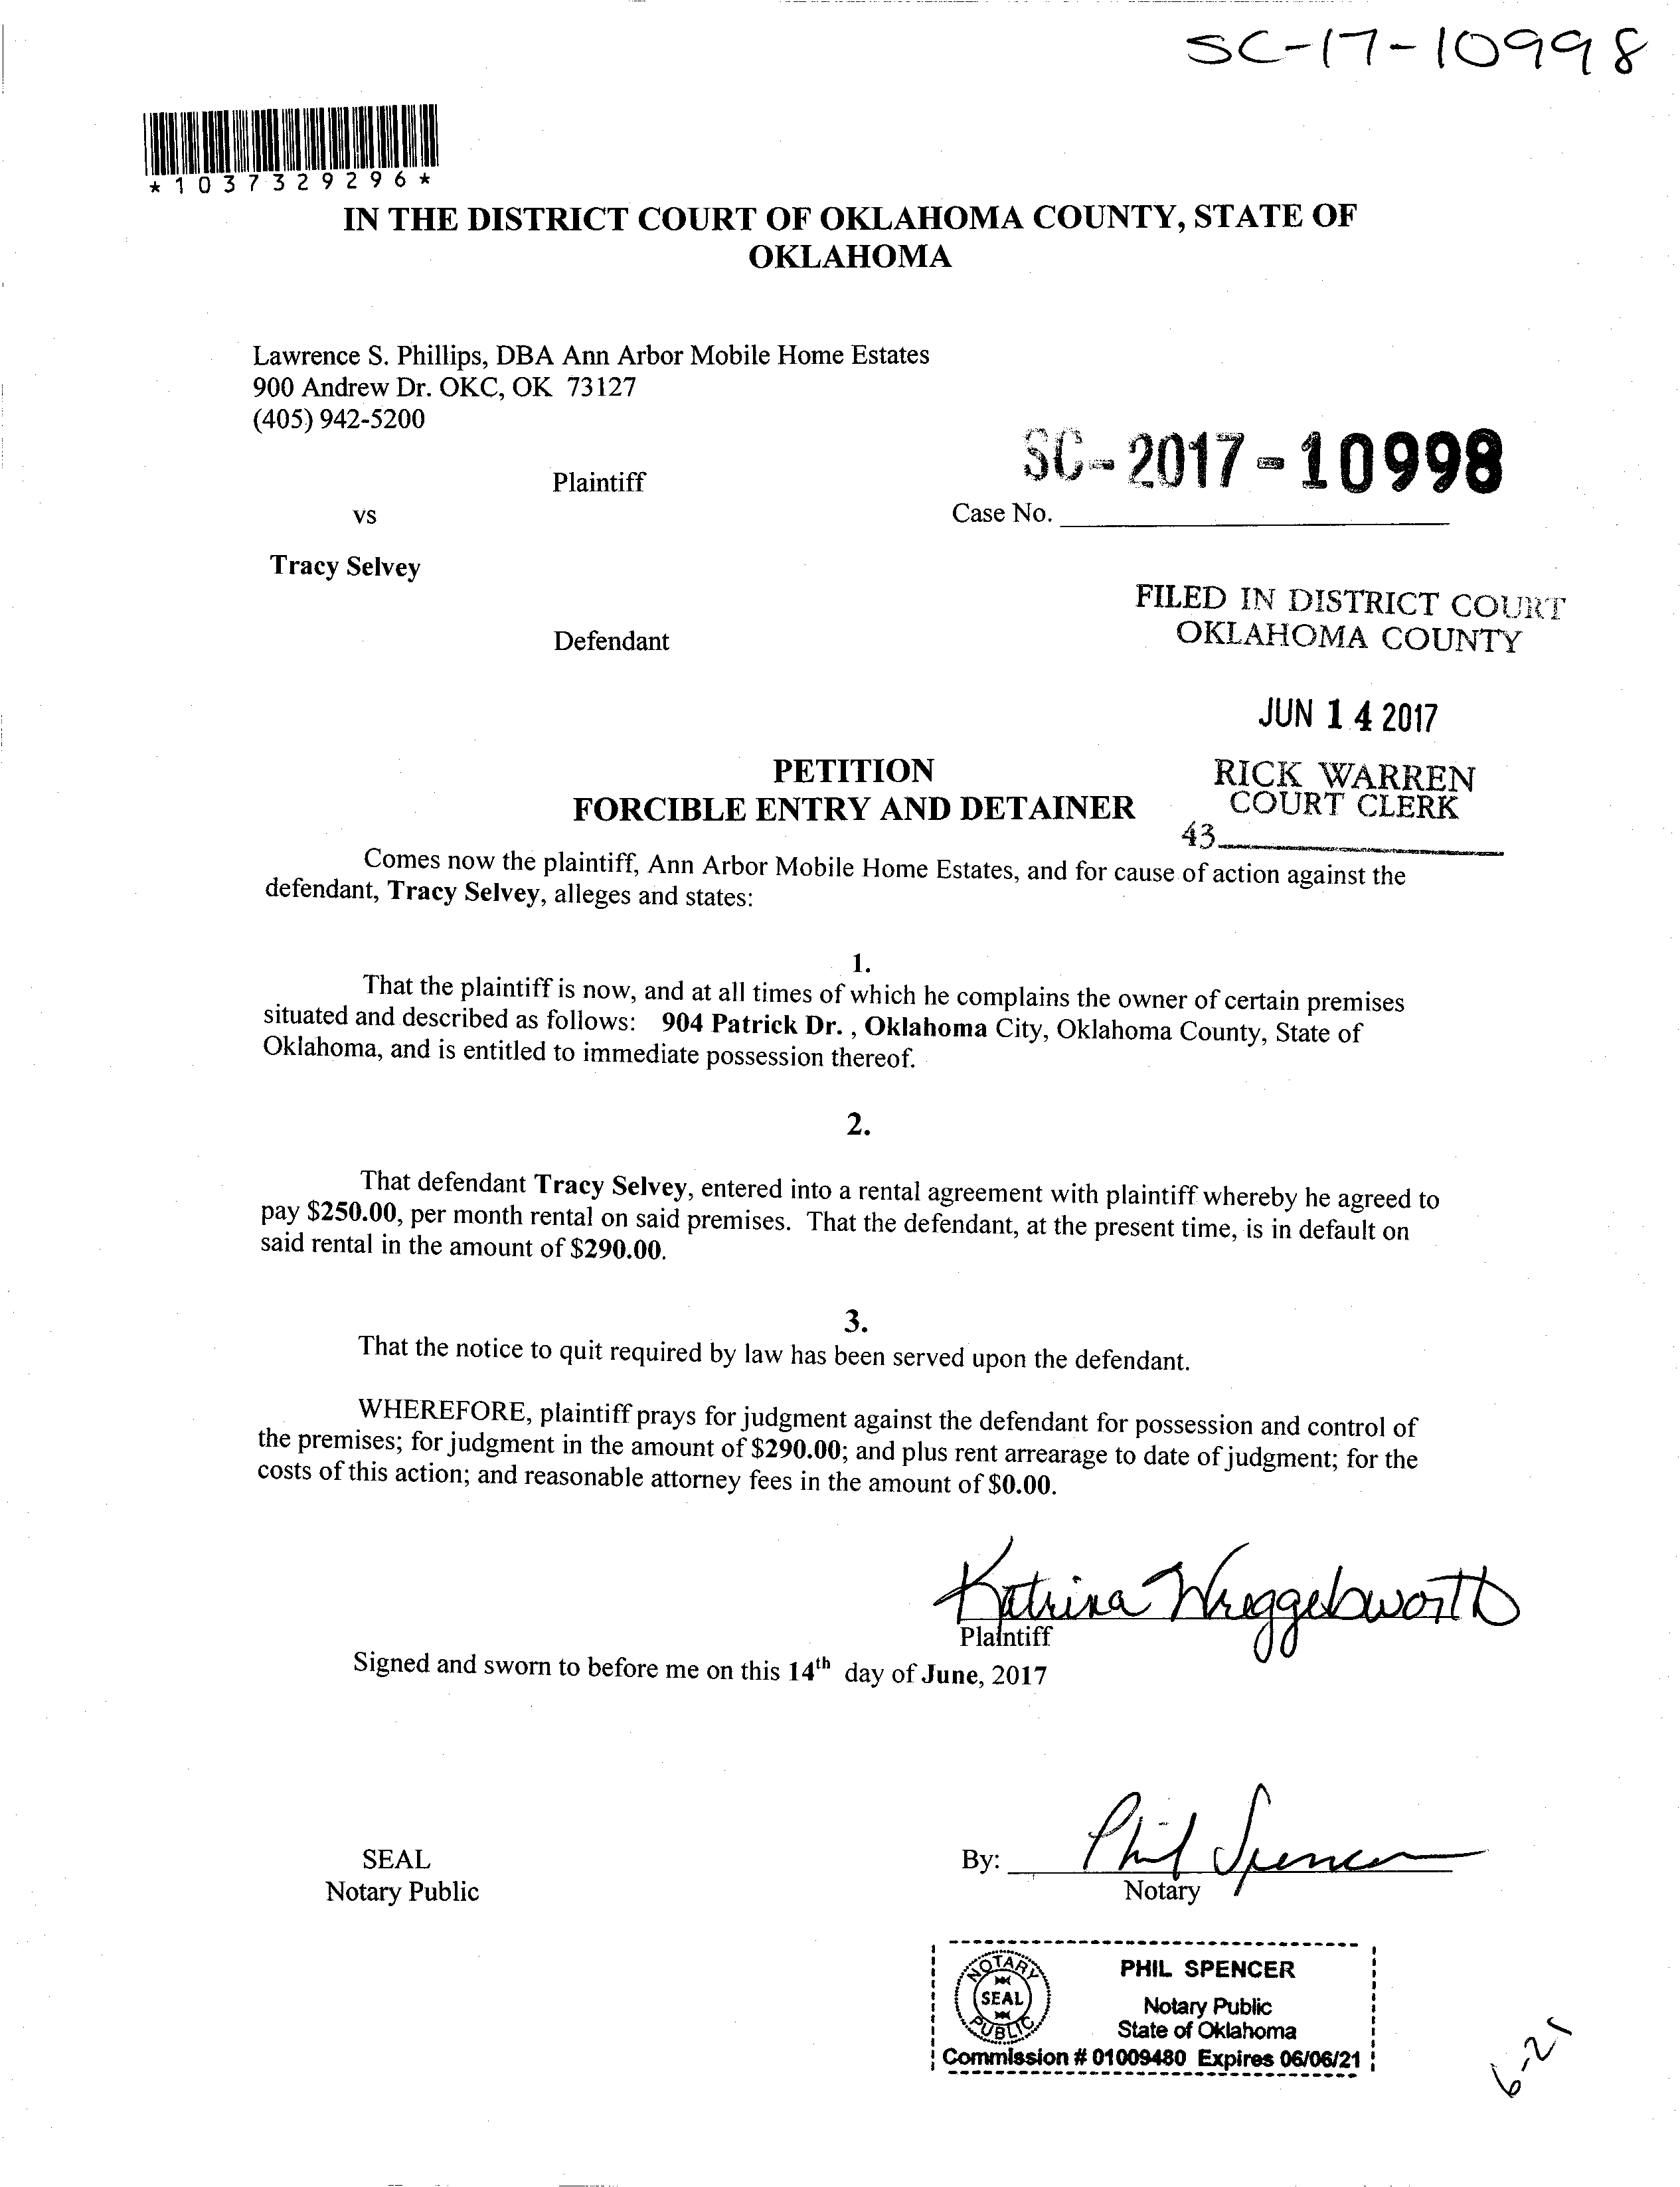 SC-17-10998
*1037329296*
IN THE DISTRICT COURT OF OKLAHOMA COUNTY, STATE OF
OKLAHOMA
Lawrence S. Phillips, DBA Ann Arbor Mobile Home Estates
900 Andrew Dr. OKC, OK 73127
(405) 942-5200
SC-2017-10998
Plaintiff
vs
Case No.
Tracy Selvey
FILED IN DISTRICT COURT
OKLAHOMA COUNTY
Defendant
JUN 14 2017
PETITION
RICK WARREN
FORCIBLE ENTRY AND DETAINER
COURT CLERK
43
Comes now the plaintiff, Ann Arbor Mobile Home Estates, and for cause of action against the
defendant, Tracy Selvey, alleges and states:
1.
That the plaintiff is now, and at all times of which he complains the owner of certain premises
situated and described as follows: 904 Patrick Dr. , Oklahoma City, Oklahoma County, State of
Oklahoma, and is entitled to immediate possession thereof.
2.
That defendant Tracy Selvey, entered into a rental agreement with plaintiff whereby he agreed to
pay $250.00, per month rental on said premises. That the defendant, at the present time, is in default on
said rental in the amount of $290.00.
3.
That the notice to quit required by law has been served upon the defendant.
WHEREFORE, plaintiff prays for judgment against the defendant for possession and control of
the premises; for judgment in the amount of $290.00; and plus rent arrearage to date of judgment; for the
costs of this action; and reasonable attorney fees in the amount of $0.00.
Katrina Wriggelsworth
Plaintiff
Signed and sworn to before me on this 14th day of June, 2017
Phil Spencer
SEAL
By:
Notary Public
Notary
NOTARY
SEAL
PUBLIC
PHIL SPENCER
Notary Public
State of Oklahoma
Commission # 01009480 Expires 06/06/21
6-21